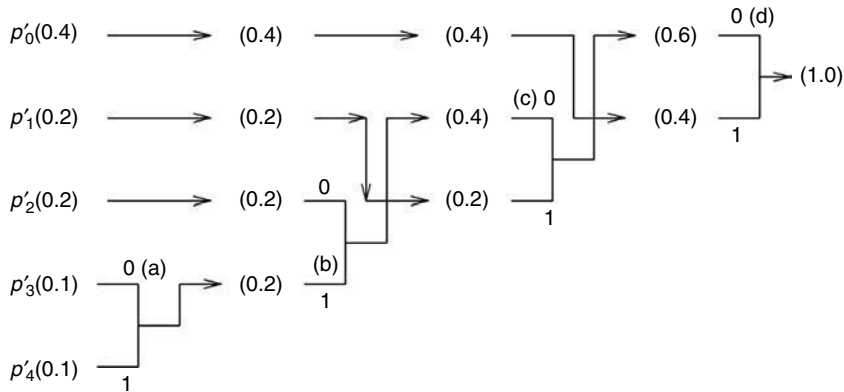 p′₀(0.4) (0.4) (0.4) (0.6) 0 (d)
(1.0)
p′₁(0.2) (0.2) (0.4) (c) 0 (0.4) 1
p′₂(0.2) (0.2) 0 (0.2) 1
p′₃(0.1) 0 (a) (0.2) (b) 1
p′₄(0.1) 1